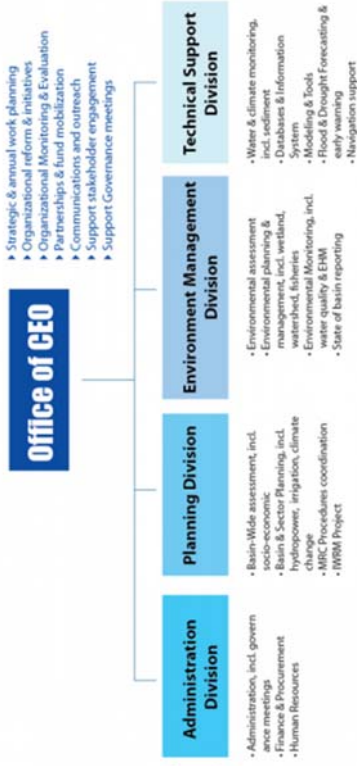 Office of CEO
▸ Strategic & annual work planning
▸ Organizational reform & initiatives
▸ Organizational Monitoring & Evaluation
▸ Partnerships & fund mobilization
▸ Communications and outreach
▸ Support stakeholder engagement
▸ Support Governance meetings
Administration
Division
• Administration, incl. govern
ance meetings
• Finance & Procurement
• Human Resources
Planning Division
• Basin-Wide assessment, incl.
socio-economic
• Basin & Sector Planning, incl.
hydropower, irrigation, climate
change
• MRC Procedures coordination
• IWRM Project
Environment Management
Division
• Environmental assessment
• Environmental planning &
management, incl. wetland,
watershed, fisheries
• Environmental Monitoring, incl.
water quality & EHM
• State of basin reporting
Technical Support
Division
• Water & climate monitoring,
incl. sediment
• Databases & Information
System
• Modeling & Tools
• Flood & Drought Forecasting &
early warning
• Navigation support